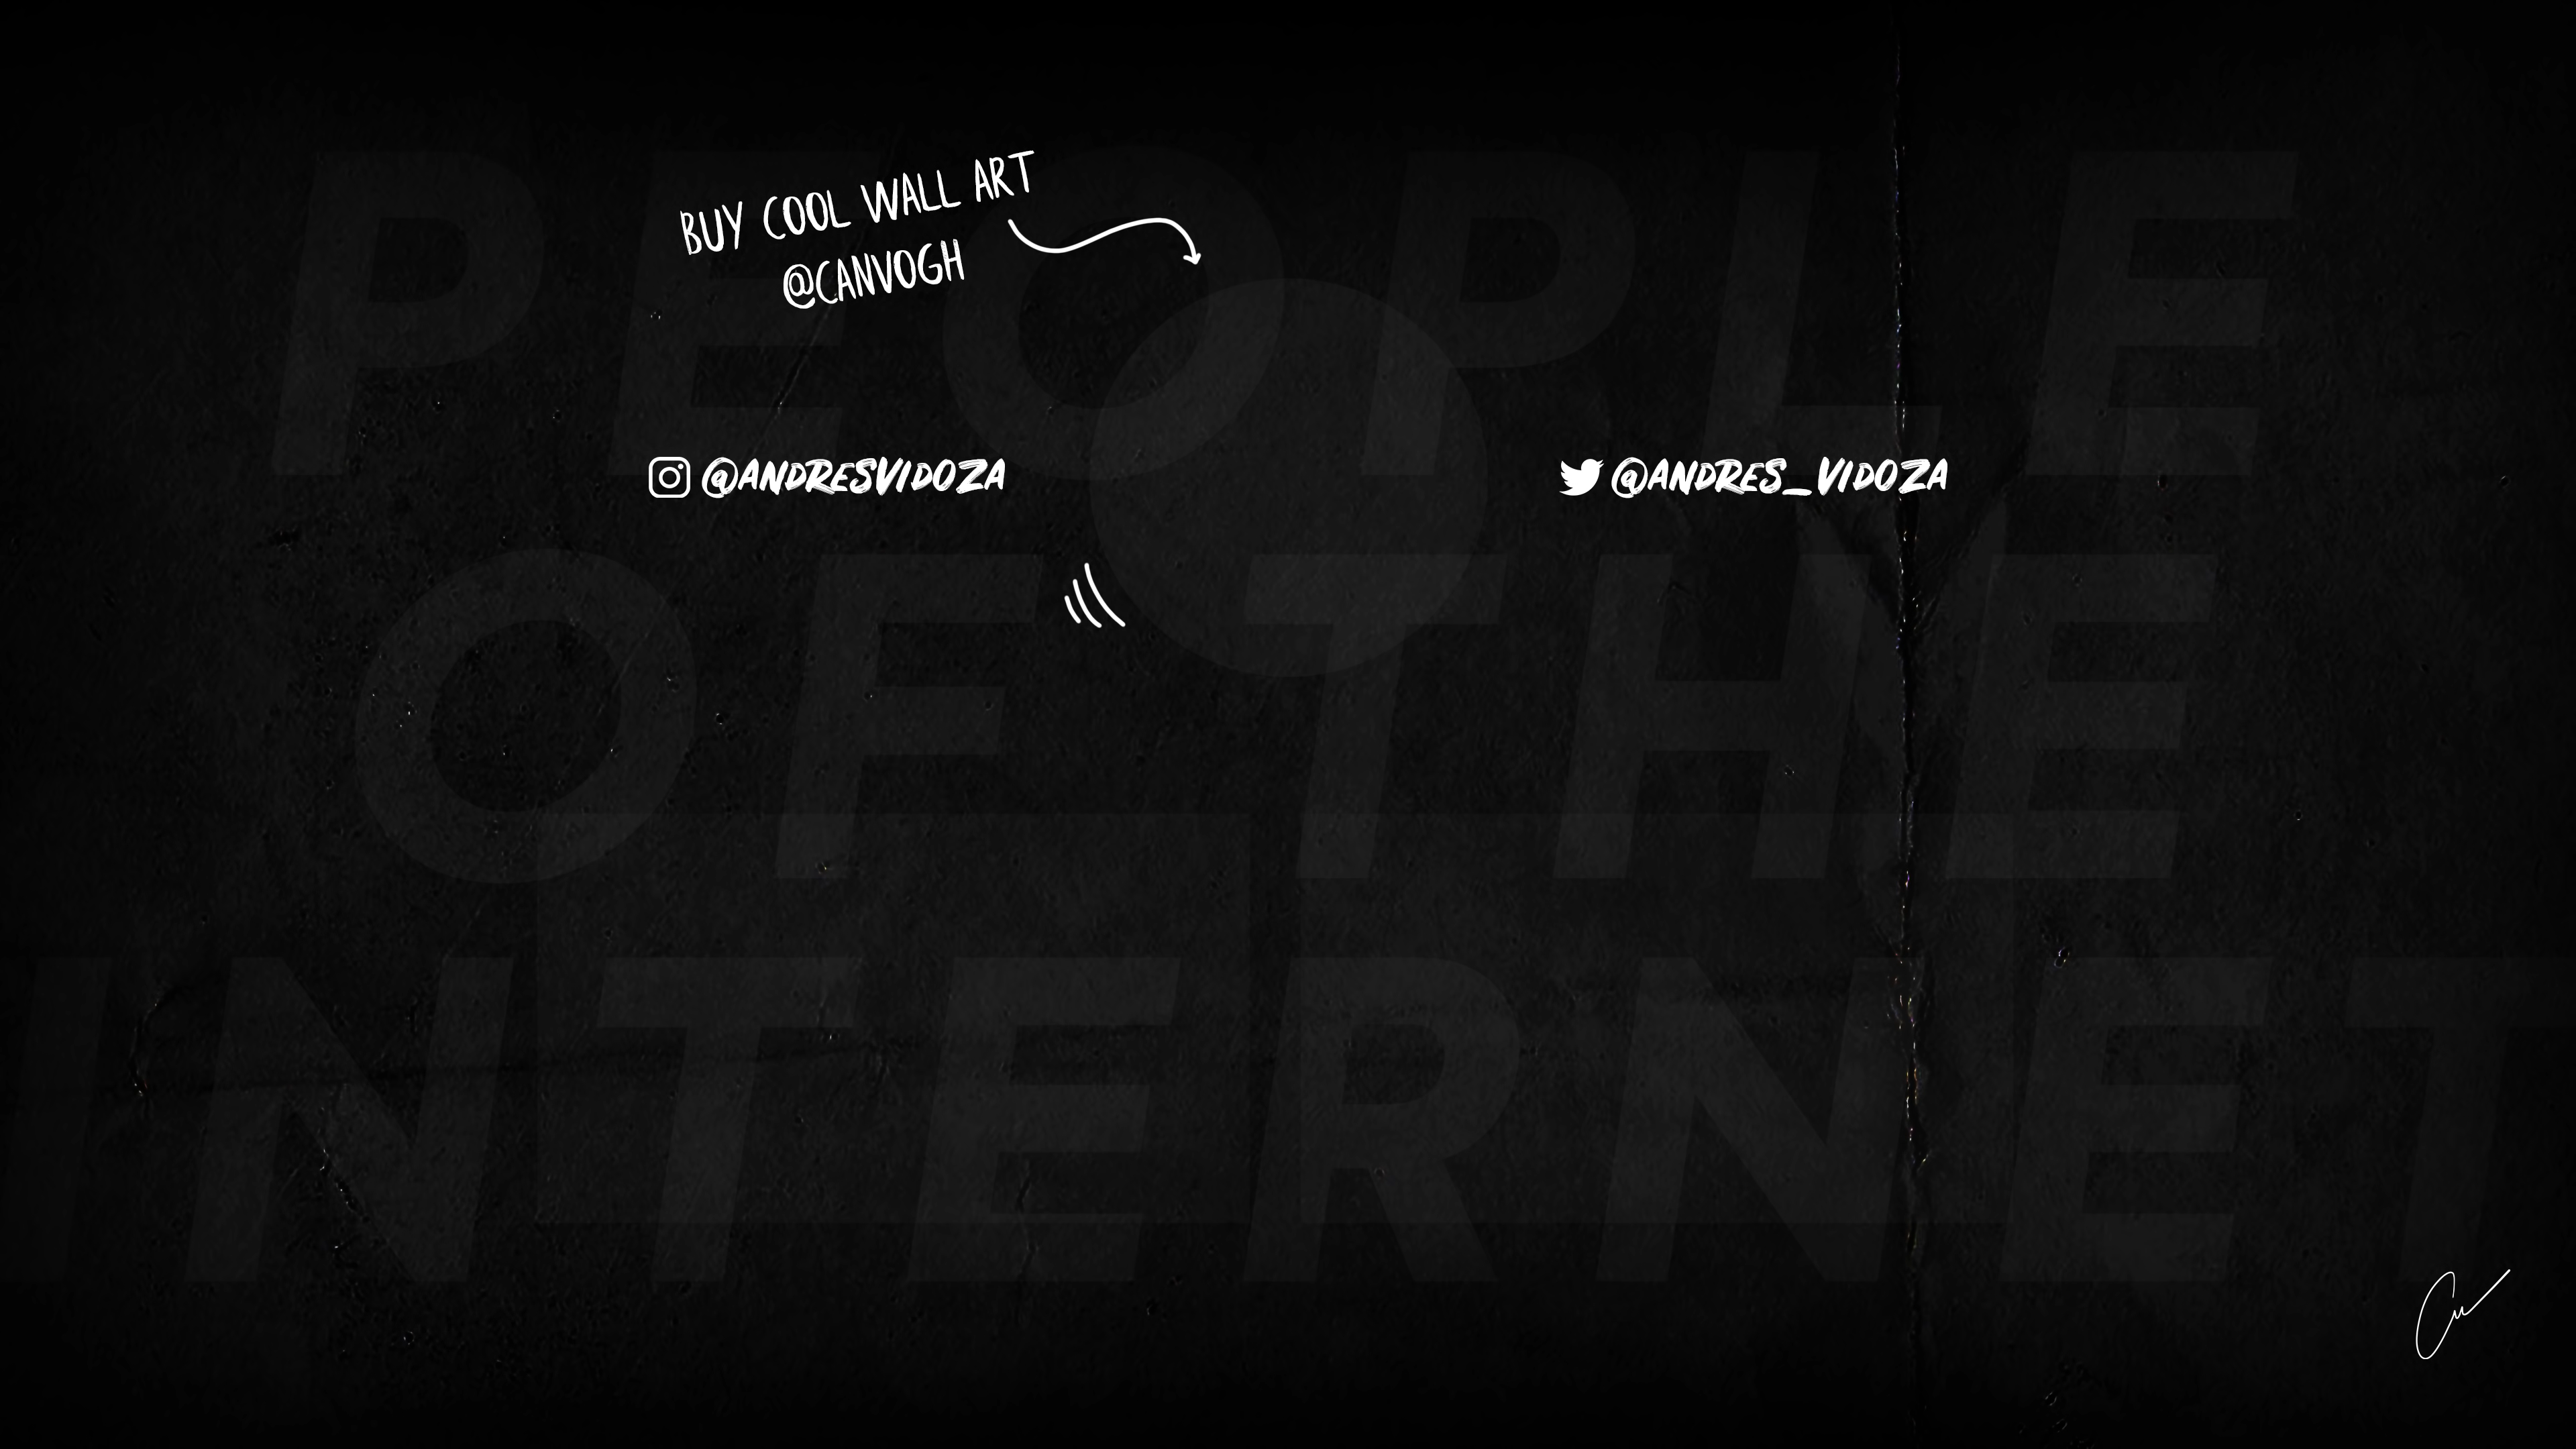 BUY COOL WALL ART
@CANVOGH
@ANDRESVIDOZA
@ANDRES_VIDOZA
PEOPLE
OF THE
INTERNET